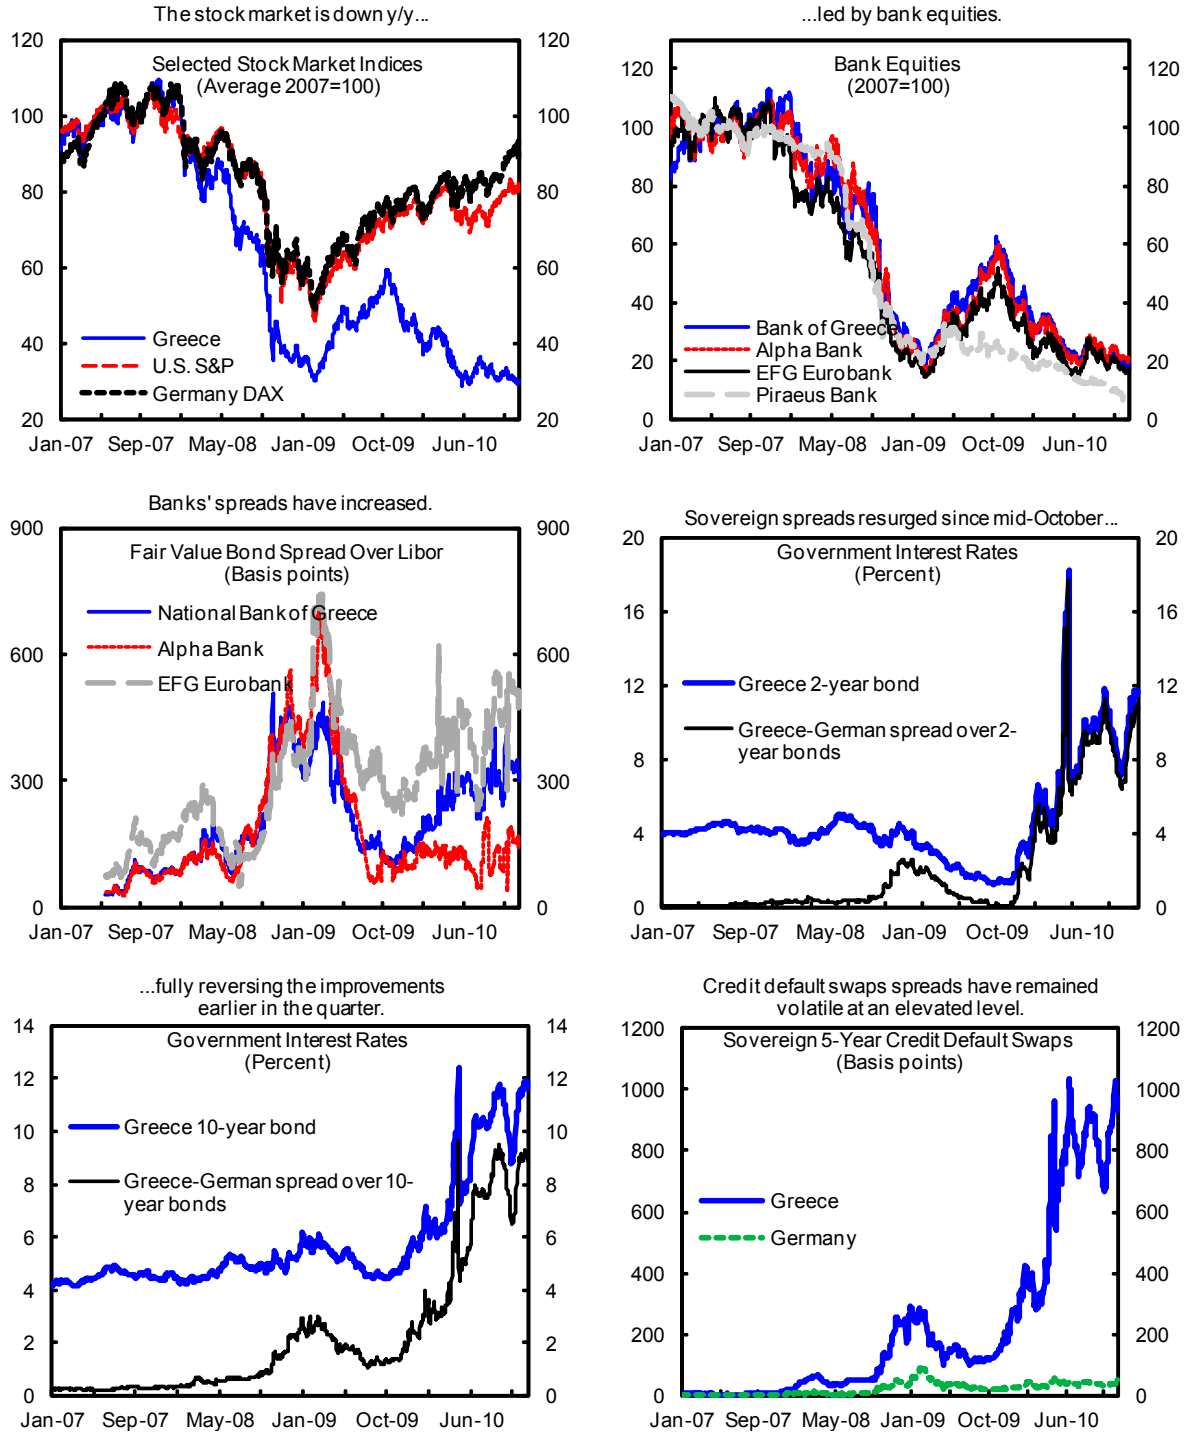 The stock market is down y/y...
Selected Stock Market Indices
(Average 2007=100)
120
100
80
60
40
20
120
100
80
60
40
20
Greece
U.S. S&P
Germany DAX
Jan-07 Sep-07 May-08 Jan-09 Oct-09 Jun-10
...led by bank equities.
Bank Equities
(2007=100)
120
100
80
60
40
20
0
120
100
80
60
40
20
0
Bank of Greece
Alpha Bank
EFG Eurobank
Piraeus Bank
Jan-07 Sep-07 May-08 Jan-09 Oct-09 Jun-10
Banks' spreads have increased.
Fair Value Bond Spread Over Libor
(Basis points)
900
600
300
0
900
600
300
0
National Bank of Greece
Alpha Bank
EFG Eurobank
Jan-07 Sep-07 May-08 Jan-09 Oct-09 Jun-10
Sovereign spreads resurged since mid-October...
Government Interest Rates
(Percent)
20
16
12
8
4
0
20
16
12
8
4
0
Greece 2-year bond
Greece-German spread over 2-
year bonds
Jan-07 Sep-07 May-08 Jan-09 Oct-09 Jun-10
...fully reversing the improvements
earlier in the quarter.
Government Interest Rates
(Percent)
14
12
10
8
6
4
2
0
14
12
10
8
6
4
2
0
Greece 10-year bond
Greece-German spread over 10-
year bonds
Jan-07 Sep-07 May-08 Jan-09 Oct-09 Jun-10
Credit default swaps spreads have remained
volatile at an elevated level.
Sovereign 5-Year Credit Default Swaps
(Basis points)
1200
1000
800
600
400
200
0
1200
1000
800
600
400
200
0
Greece
Germany
Jan-07 Sep-07 May-08 Jan-09 Oct-09 Jun-10